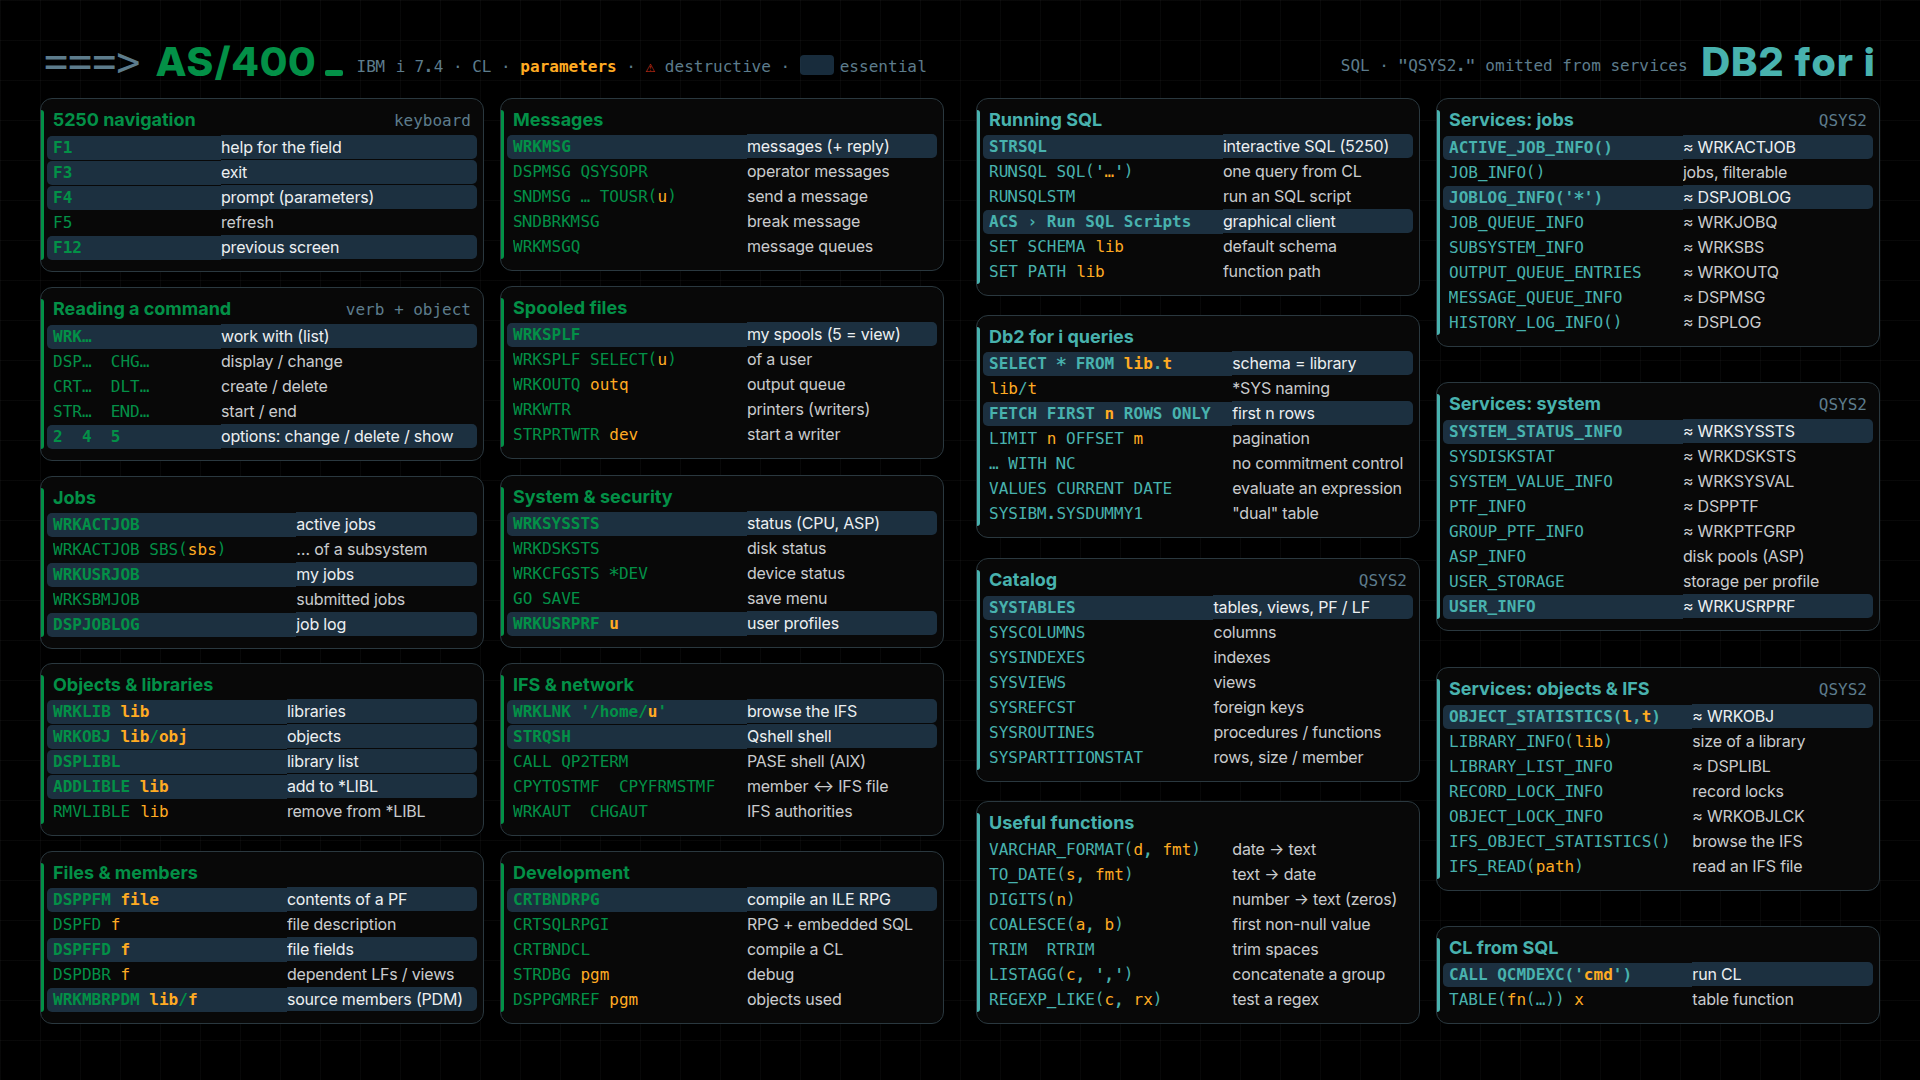 ===> AS/400_ IBM i 7.4 · CL · parameters · ⚠ destructive · essential
SQL · "QSYS2." omitted from services DB2 for i
5250 navigation keyboard
F1 help for the field
F3 exit
F4 prompt (parameters)
F5 refresh
F12 previous screen
Reading a command verb + object
WRK… work with (list)
DSP… CHG… display / change
CRT… DLT… create / delete
STR… END… start / end
2 4 5 options: change / delete / show
Jobs
WRKACTJOB active jobs
WRKACTJOB SBS(sbs) … of a subsystem
WRKUSRJOB my jobs
WRKSBMJOB submitted jobs
DSPJOBLOG job log
Objects & libraries
WRKLIB lib libraries
WRKOBJ lib/obj objects
DSPLIBL library list
ADDLIBLE lib add to *LIBL
RMVLIBLE lib remove from *LIBL
Files & members
DSPPFM file contents of a PF
DSPFD f file description
DSPFFD f file fields
DSPDBR f dependent LFs / views
WRKMBRPDM lib/f source members (PDM)
Messages
WRKMSG messages (+ reply)
DSPMSG QSYSOPR operator messages
SNDMSG … TOUSR(u) send a message
SNDBRKMSG break message
WRKMSGQ message queues
Spooled files
WRKSPLF my spools (5 = view)
WRKSPLF SELECT(u) of a user
WRKOUTQ outq output queue
WRKWTR printers (writers)
STRPRTWTR dev start a writer
System & security
WRKSYSSTS status (CPU, ASP)
WRKDSKSTS disk status
WRKCFGSTS *DEV device status
GO SAVE save menu
WRKUSRPRF u user profiles
IFS & network
WRKLNK '/home/u' browse the IFS
STRQSH Qshell shell
CALL QP2TERM PASE shell (AIX)
CPYTOSTMF CPYFRMSTMF member ↔ IFS file
WRKAUT CHGAUT IFS authorities
Development
CRTBNDRPG compile an ILE RPG
CRTSQLRPGI RPG + embedded SQL
CRTBNDCL compile a CL
STRDBG pgm debug
DSPPGMREF pgm objects used
Running SQL
STRSQL interactive SQL (5250)
RUNSQL SQL('…') one query from CL
RUNSQLSTM run an SQL script
ACS › Run SQL Scripts graphical client
SET SCHEMA lib default schema
SET PATH lib function path
Db2 for i queries
SELECT * FROM lib.t schema = library
lib/t *SYS naming
FETCH FIRST n ROWS ONLY first n rows
LIMIT n OFFSET m pagination
… WITH NC no commitment control
VALUES CURRENT DATE evaluate an expression
SYSIBM.SYSDUMMY1 "dual" table
Catalog QSYS2
SYSTABLES tables, views, PF / LF
SYSCOLUMNS columns
SYSINDEXES indexes
SYSVIEWS views
SYSREFCST foreign keys
SYSROUTINES procedures / functions
SYSPARTITIONSTAT rows, size / member
Useful functions
VARCHAR_FORMAT(d, fmt) date → text
TO_DATE(s, fmt) text → date
DIGITS(n) number → text (zeros)
COALESCE(a, b) first non-null value
TRIM RTRIM trim spaces
LISTAGG(c, ',') concatenate a group
REGEXP_LIKE(c, rx) test a regex
Services: jobs QSYS2
ACTIVE_JOB_INFO() ≈ WRKACTJOB
JOB_INFO() jobs, filterable
JOBLOG_INFO('*') ≈ DSPJOBLOG
JOB_QUEUE_INFO ≈ WRKJOBQ
SUBSYSTEM_INFO ≈ WRKSBS
OUTPUT_QUEUE_ENTRIES ≈ WRKOUTQ
MESSAGE_QUEUE_INFO ≈ DSPMSG
HISTORY_LOG_INFO() ≈ DSPLOG
Services: system QSYS2
SYSTEM_STATUS_INFO ≈ WRKSYSSTS
SYSDISKSTAT ≈ WRKDSKSTS
SYSTEM_VALUE_INFO ≈ WRKSYSVAL
PTF_INFO ≈ DSPPTF
GROUP_PTF_INFO ≈ WRKPTFGRP
ASP_INFO disk pools (ASP)
USER_STORAGE storage per profile
USER_INFO ≈ WRKUSRPRF
Services: objects & IFS QSYS2
OBJECT_STATISTICS(l,t) ≈ WRKOBJ
LIBRARY_INFO(lib) size of a library
LIBRARY_LIST_INFO ≈ DSPLIBL
RECORD_LOCK_INFO record locks
OBJECT_LOCK_INFO ≈ WRKOBJLCK
IFS_OBJECT_STATISTICS() browse the IFS
IFS_READ(path) read an IFS file
CL from SQL
CALL QCMDEXC('cmd') run CL
TABLE(fn(…)) x table function